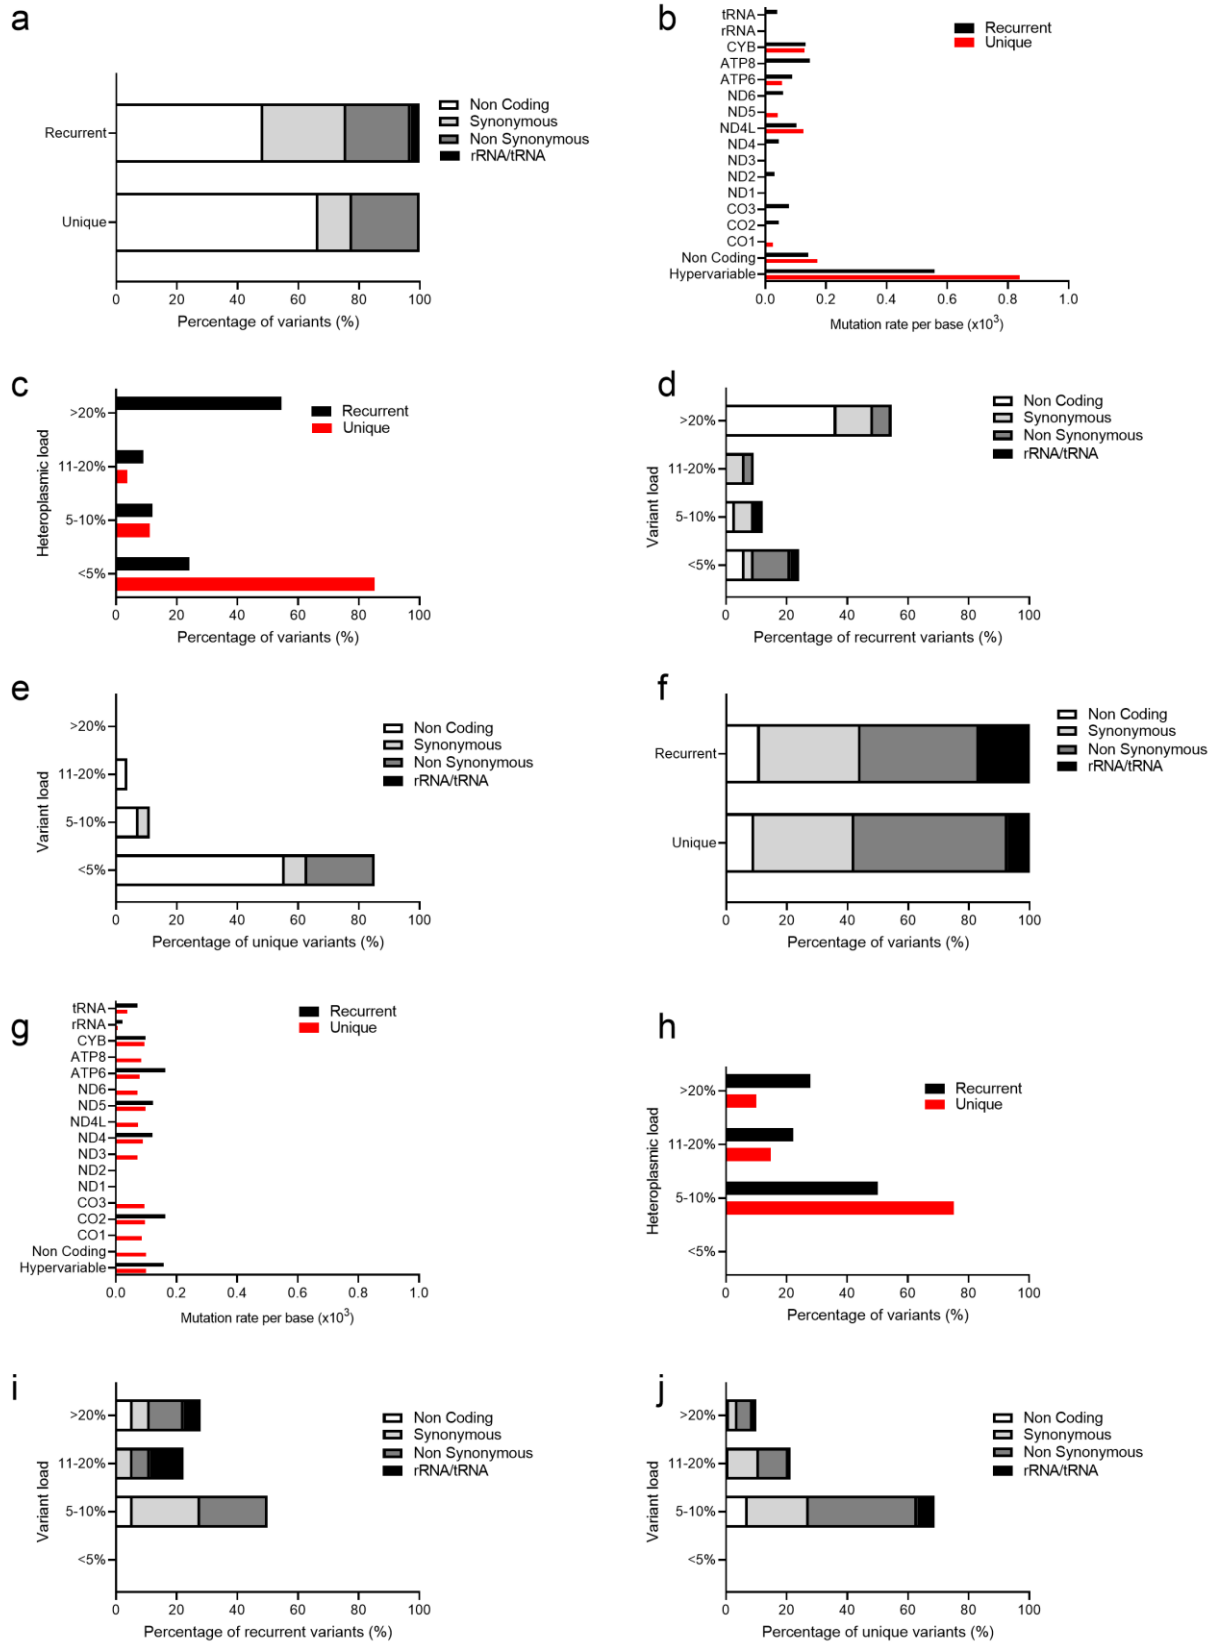 a
Recurrent
Unique
Non Coding
Synonymous
Non Synonymous
rRNA/tRNA
0 20 40 60 80 100
Percentage of variants (%)
b
tRNA
rRNA
CYB
ATP8
ATP6
ND6
ND5
ND4L
ND4
ND3
ND2
ND1
CO3
CO2
CO1
Non Coding
Hypervariable
Recurrent
Unique
0.0 0.2 0.4 0.6 0.8 1.0
Mutation rate per base (x10³)
c
Heteroplasmic load
>20%
11-20%
5-10%
<5%
Recurrent
Unique
0 20 40 60 80 100
Percentage of variants (%)
d
Variant load
>20%
11-20%
5-10%
<5%
Non Coding
Synonymous
Non Synonymous
rRNA/tRNA
0 20 40 60 80 100
Percentage of recurrent variants (%)
e
Variant load
>20%
11-20%
5-10%
<5%
Non Coding
Synonymous
Non Synonymous
rRNA/tRNA
0 20 40 60 80 100
Percentage of unique variants (%)
f
Recurrent
Unique
Non Coding
Synonymous
Non Synonymous
rRNA/tRNA
0 20 40 60 80 100
Percentage of variants (%)
g
tRNA
rRNA
CYB
ATP8
ATP6
ND6
ND5
ND4L
ND4
ND3
ND2
ND1
CO3
CO2
CO1
Non Coding
Hypervariable
Recurrent
Unique
0.0 0.2 0.4 0.6 0.8 1.0
Mutation rate per base (x10³)
h
Heteroplasmic load
>20%
11-20%
5-10%
<5%
Recurrent
Unique
0 20 40 60 80 100
Percentage of variants (%)
i
Variant load
>20%
11-20%
5-10%
<5%
Non Coding
Synonymous
Non Synonymous
rRNA/tRNA
0 20 40 60 80 100
Percentage of recurrent variants (%)
j
Variant load
>20%
11-20%
5-10%
<5%
Non Coding
Synonymous
Non Synonymous
rRNA/tRNA
0 20 40 60 80 100
Percentage of unique variants (%)